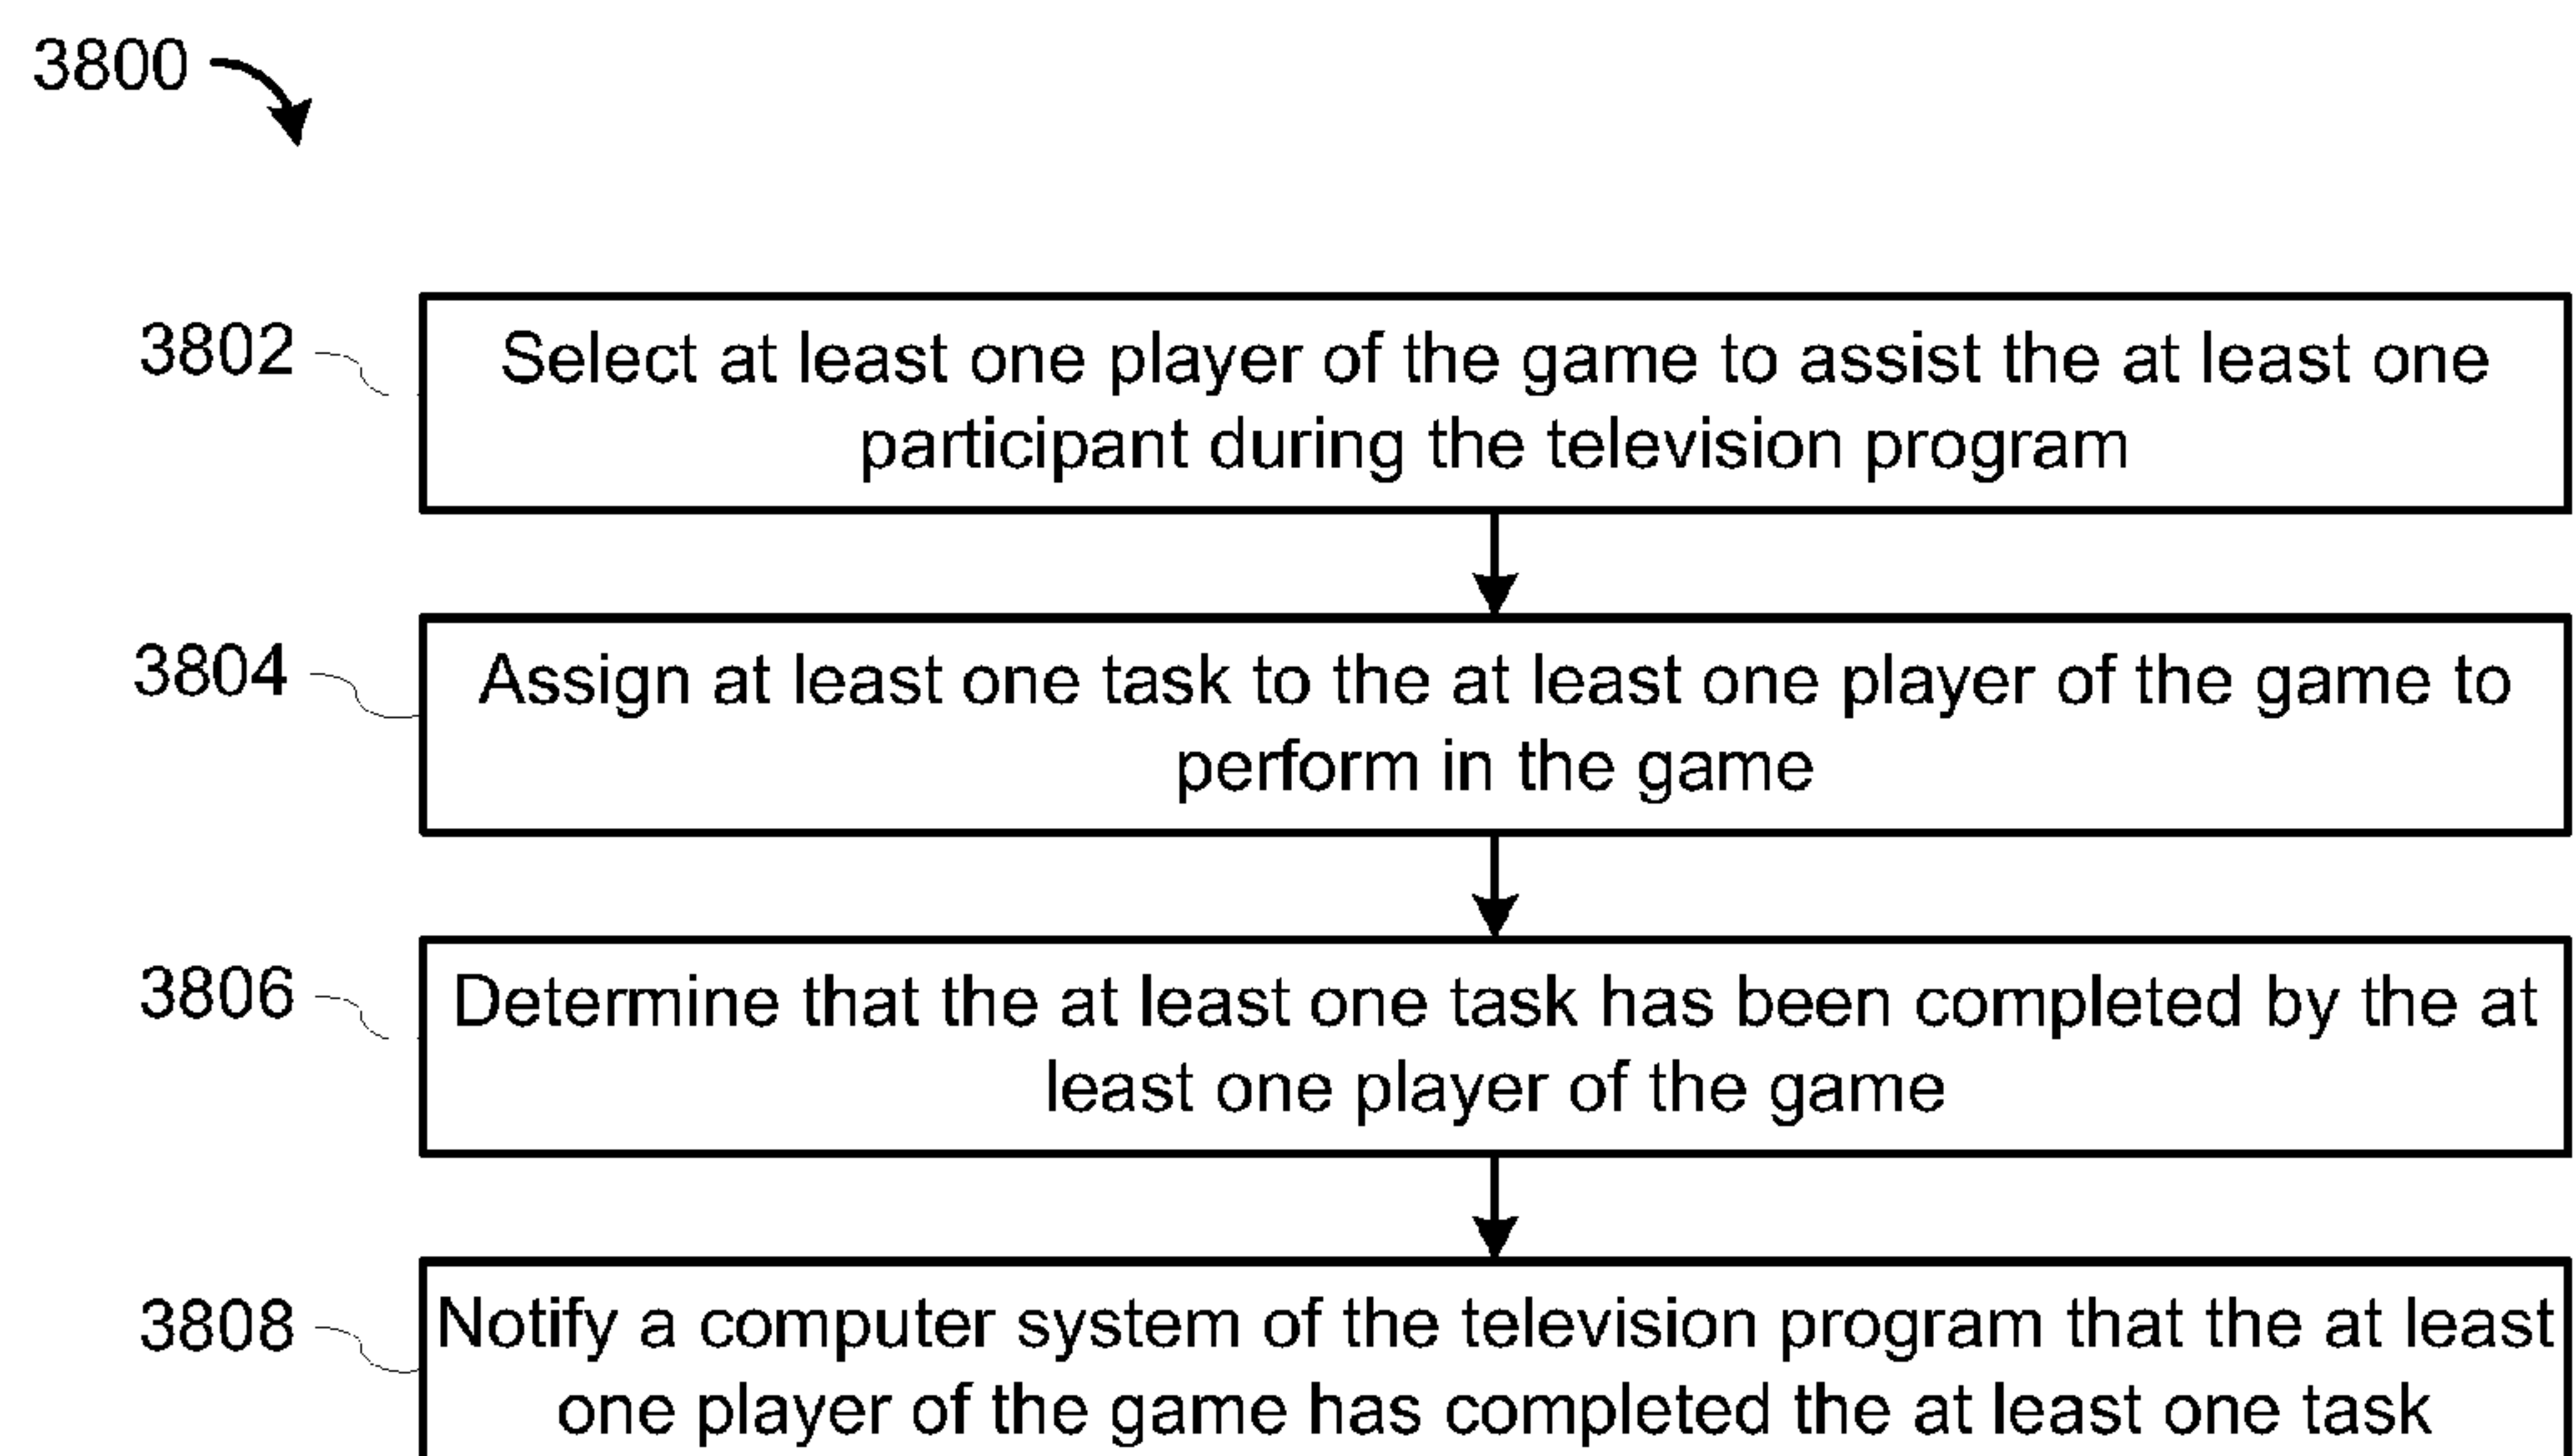 3800
3802
Select at least one player of the game to assist the at least one
participant during the television program
3804
Assign at least one task to the at least one player of the game to
perform in the game
3806
Determine that the at least one task has been completed by the at
least one player of the game
3808
Notify a computer system of the television program that the at least
one player of the game has completed the at least one task